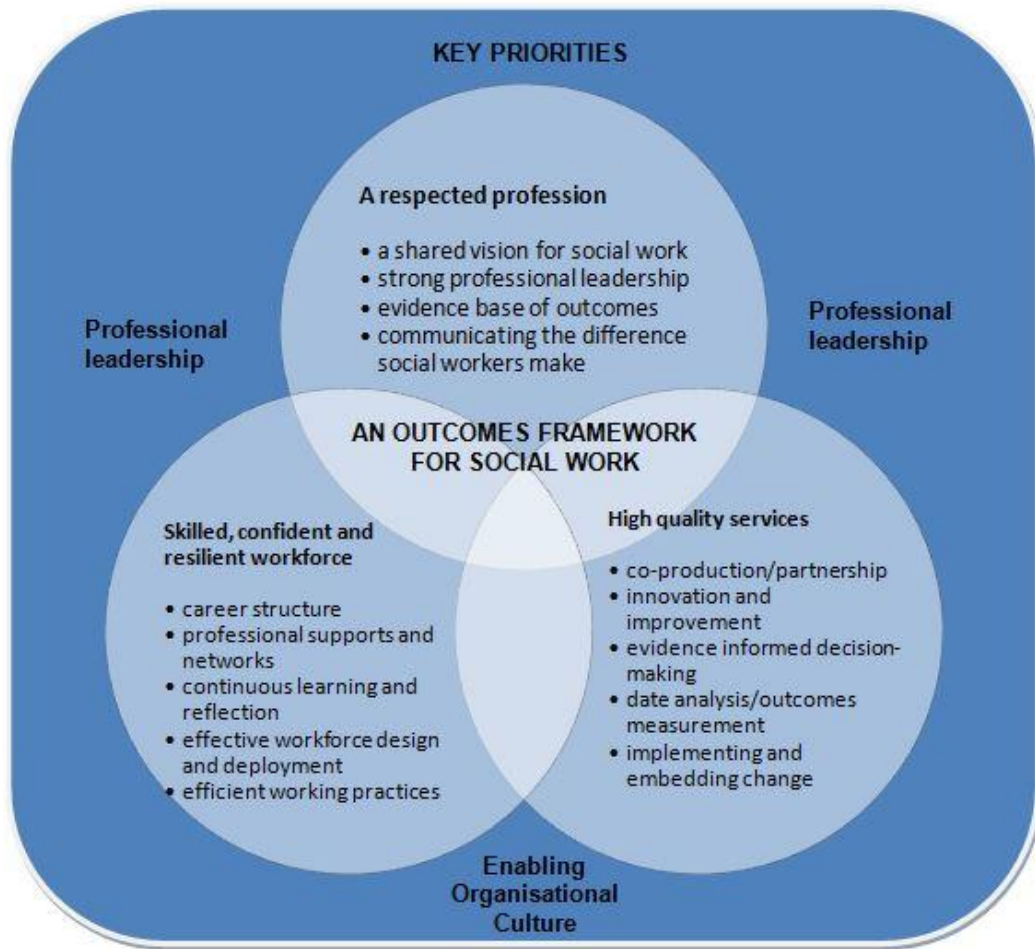 KEY PRIORITIES
A respected profession
• a shared vision for social work
• strong professional leadership
• evidence base of outcomes
• communicating the difference
social workers make
Professional
leadership
Professional
leadership
AN OUTCOMES FRAMEWORK
FOR SOCIAL WORK
Skilled, confident and
resilient workforce
• career structure
• professional supports and
networks
• continuous learning and
reflection
• effective workforce design
and deployment
• efficient working practices
High quality services
• co-production/partnership
• innovation and
improvement
• evidence informed decision-
making
• date analysis/outcomes
measurement
• implementing and
embedding change
Enabling
Organisational
Culture